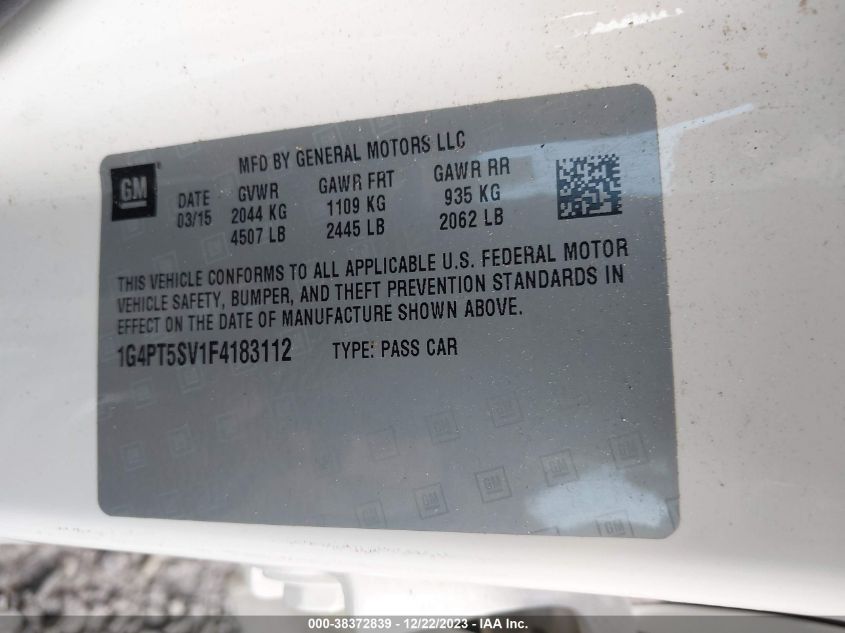 MFD BY GENERAL MOTORS LLC
GM
DATE GVWR GAWR FRT GAWR RR
03/15 2044 KG 1109 KG 935 KG
4507 LB 2445 LB 2062 LB
THIS VEHICLE CONFORMS TO ALL APPLICABLE U.S. FEDERAL MOTOR
VEHICLE SAFETY, BUMPER, AND THEFT PREVENTION STANDARDS IN
EFFECT ON THE DATE OF MANUFACTURE SHOWN ABOVE.
1G4PT5SV1F4183112 TYPE: PASS CAR
000-38372839 - 12/22/2023 - IAA Inc.